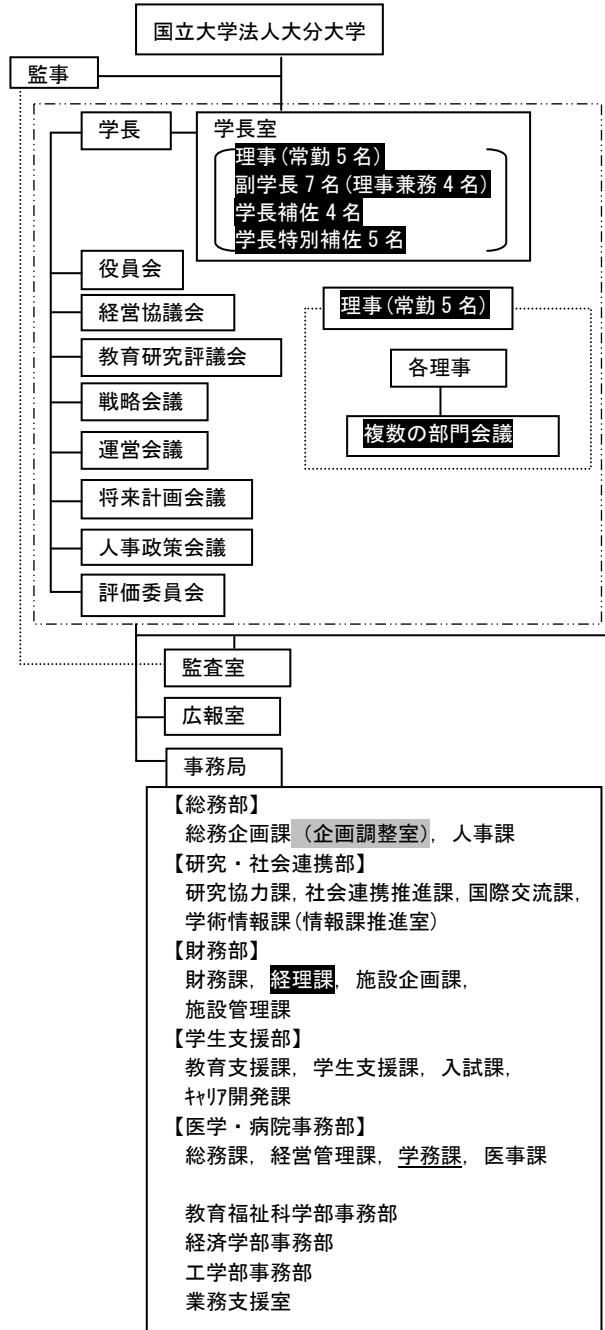 国立大学法人大分大学
監事
学長
学長室
理事(常勤5名)
副学長7名(理事兼務4名)
学長補佐4名
学長特別補佐5名
役員会
経営協議会
教育研究評議会
戦略会議
運営会議
将来計画会議
人事政策会議
評価委員会
理事(常勤5名)
各理事
複数の部門会議
監査室
広報室
事務局
【総務部】
総務企画課(企画調整室), 人事課
【研究・社会連携部】
研究協力課, 社会連携推進課, 国際交流課,
学術情報課(情報課推進室)
【財務部】
財務課, 経理課, 施設企画課,
施設管理課
【学生支援部】
教育支援課, 学生支援課, 入試課,
ｷｬﾘｱ開発課
【医学・病院事務部】
総務課, 経営管理課, 学務課, 医事課
教育福祉科学部事務部
経済学部事務部
工学部事務部
業務支援室